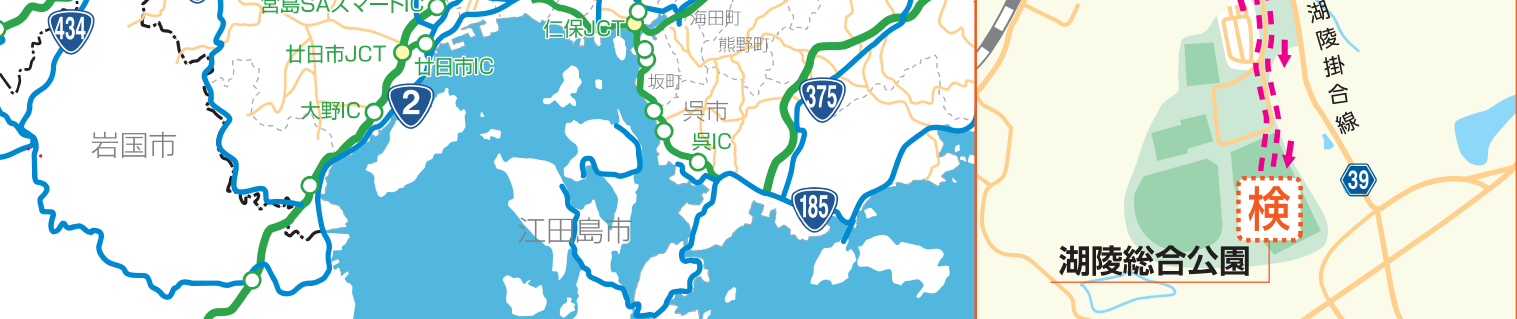 宮島SAスマートIC
434
廿日市JCT
廿日市IC
大野IC
2
岩国市
仁保JCT
海田町
熊野町
坂町
呉市
呉IC
375
185
江田島市
湖陵掛合線
39
検
湖陵総合公園